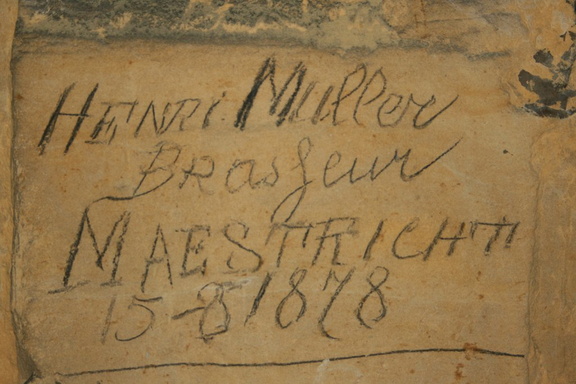 HENRI Muller
Brasseur
MAESTRICHT
15-8 1878